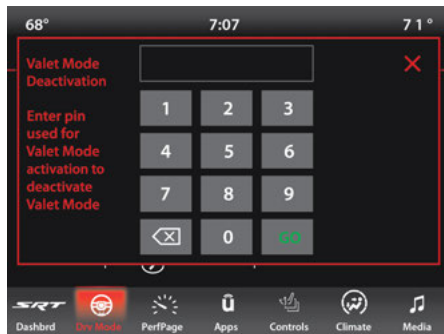 68° 7:07 71°
Valet Mode
Deactivation
Enter pin
used for
Valet Mode
activation to
deactivate
Valet Mode
1 2 3
4 5 6
7 8 9
0 GO
SRT
Dashbrd Drv Mode PerfPage Apps Controls Climate Media